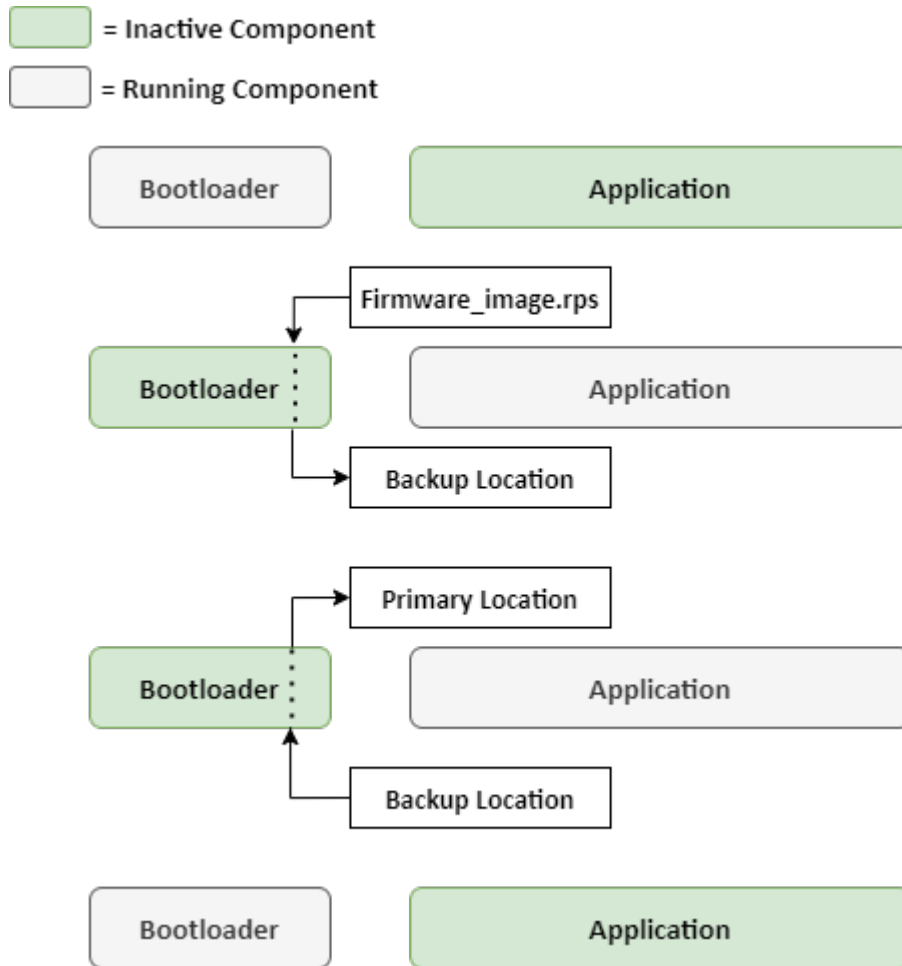 = Inactive Component
= Running Component
Bootloader Application
Firmware_image.rps
Bootloader Application
Backup Location
Primary Location
Bootloader Application
Backup Location
Bootloader Application